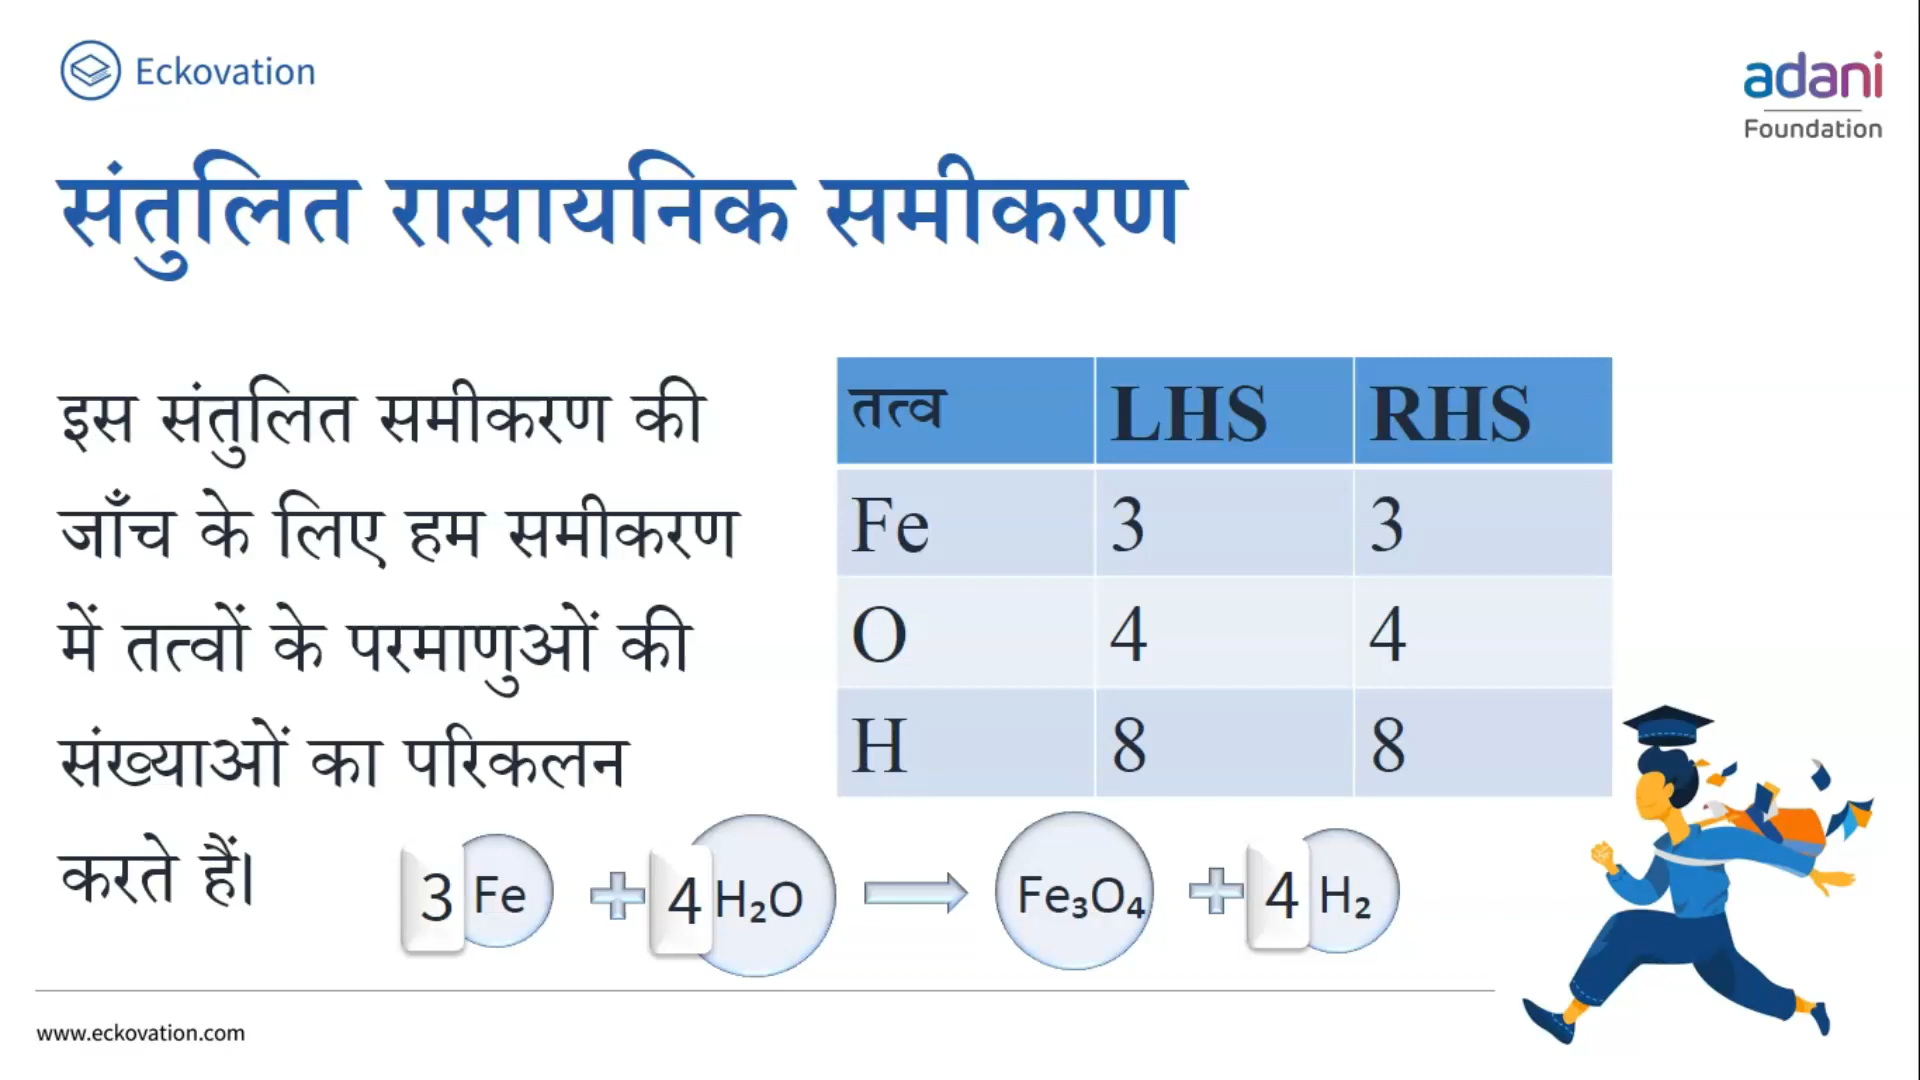 Eckovation
adani
Foundation
संतुलित रासायनिक समीकरण
इस संतुलित समीकरण की
जाँच के लिए हम समीकरण
में तत्वों के परमाणुओं की
संख्याओं का परिकलन
करते हैं।
तत्व LHS RHS
Fe 3 3
O 4 4
H 8 8
3 Fe + 4 H₂O → Fe₃O₄ + 4 H₂
www.eckovation.com